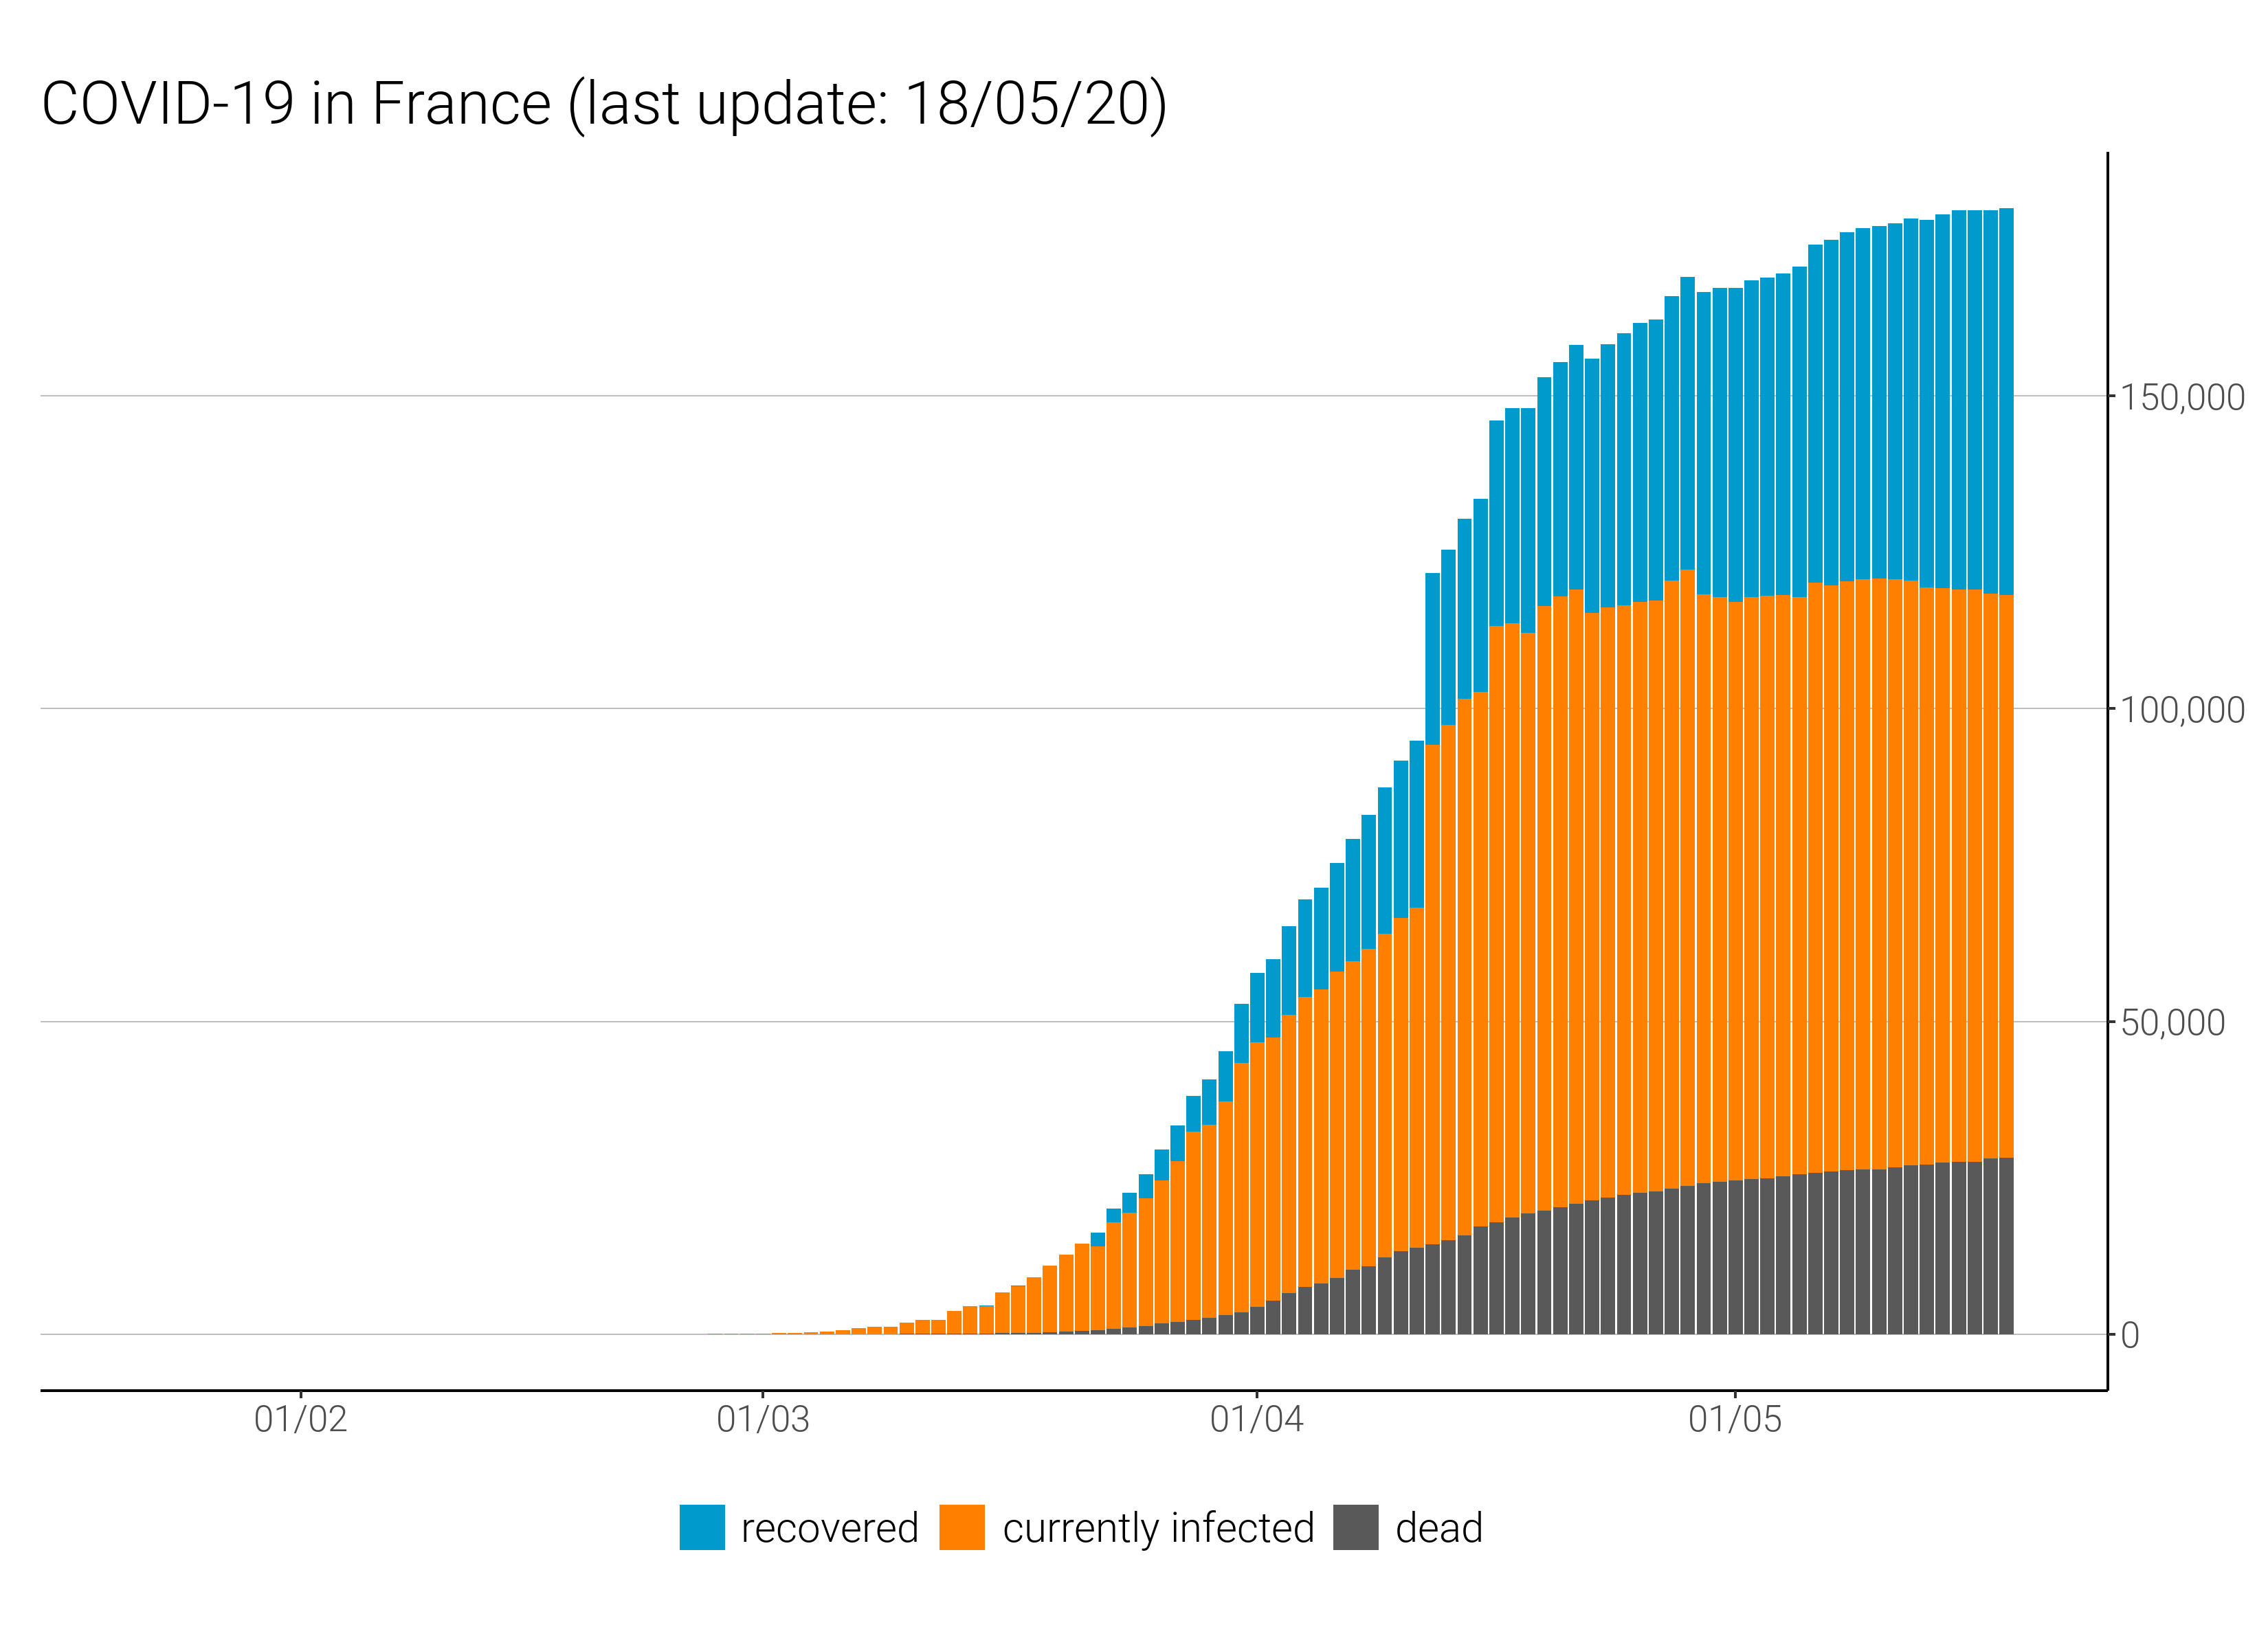 COVID-19 in France (last update: 18/05/20)
150,000
100,000
50,000
0
01/02 01/03 01/04 01/05
recovered currently infected dead